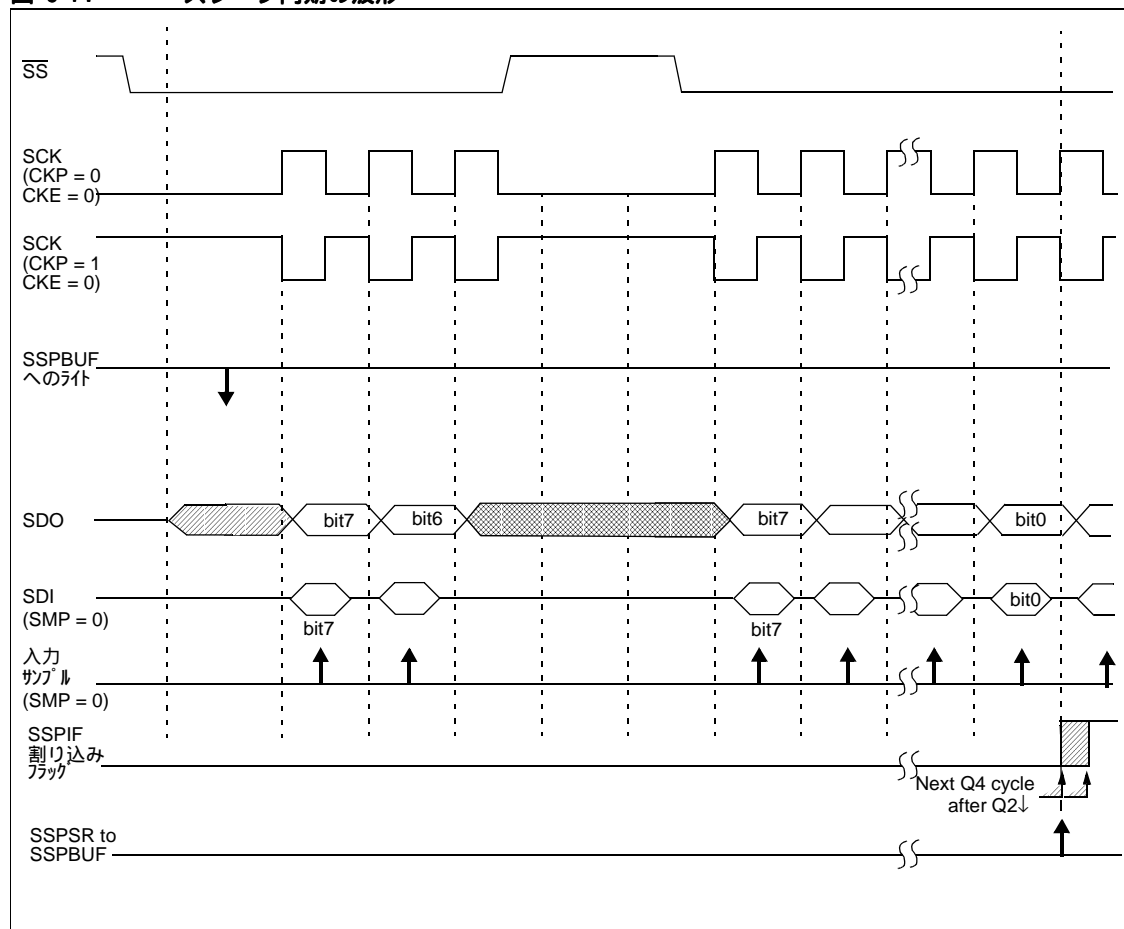 SS
SCK
(CKP = 0
CKE = 0)
SCK
(CKP = 1
CKE = 0)
SSPBUF
へのライト
SDO
bit7
bit6
bit7
bit0
SDI
(SMP = 0)
bit7
bit7
bit0
入力
サンプル
(SMP = 0)
SSPIF
割り込み
フラッグ
Next Q4 cycle
after Q2↓
SSPSR to
SSPBUF